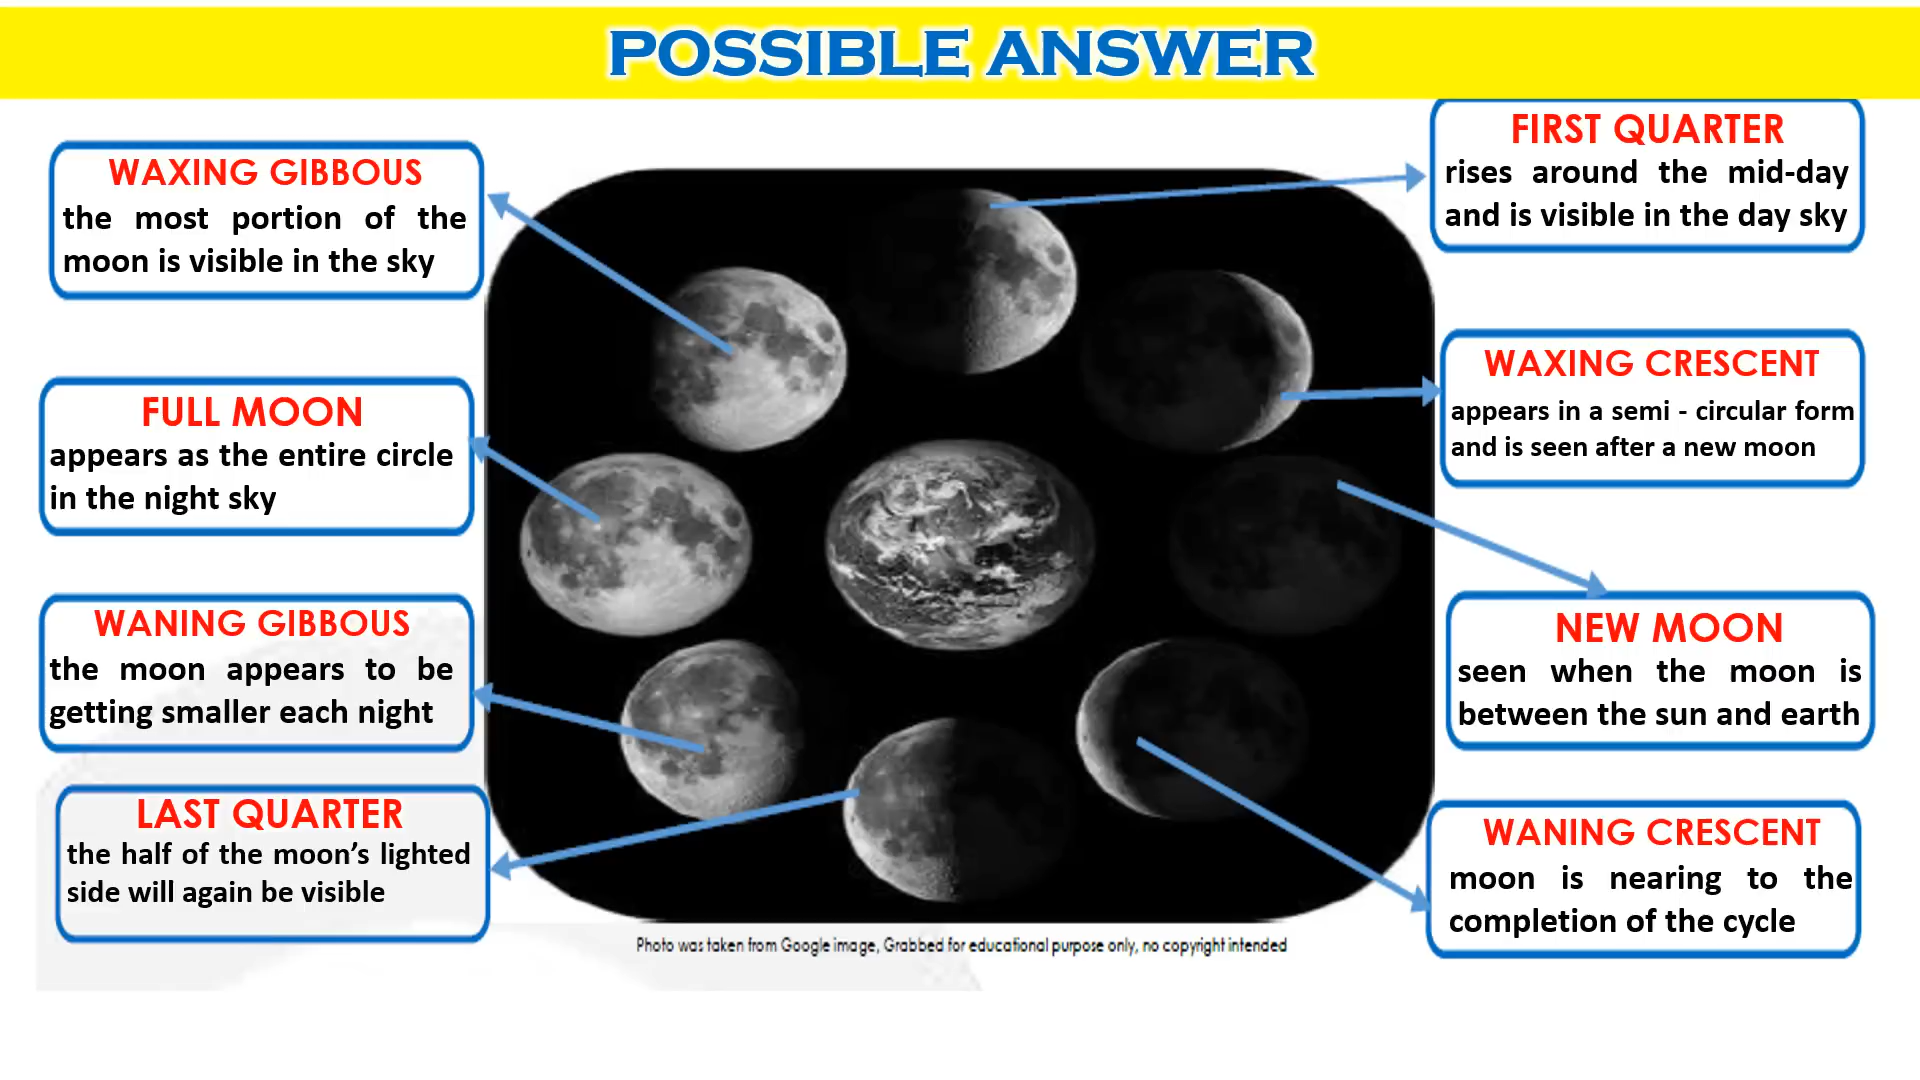 POSSIBLE ANSWER
WAXING GIBBOUS
the most portion of the
moon is visible in the sky
FULL MOON
appears as the entire circle
in the night sky
WANING GIBBOUS
the moon appears to be
getting smaller each night
LAST QUARTER
the half of the moon’s lighted
side will again be visible
FIRST QUARTER
rises around the mid-day
and is visible in the day sky
WAXING CRESCENT
appears in a semi - circular form
and is seen after a new moon
NEW MOON
seen when the moon is
between the sun and earth
WANING CRESCENT
moon is nearing to the
completion of the cycle
Photo was taken from Google image, Grabbed for educational purpose only, no copyright intended